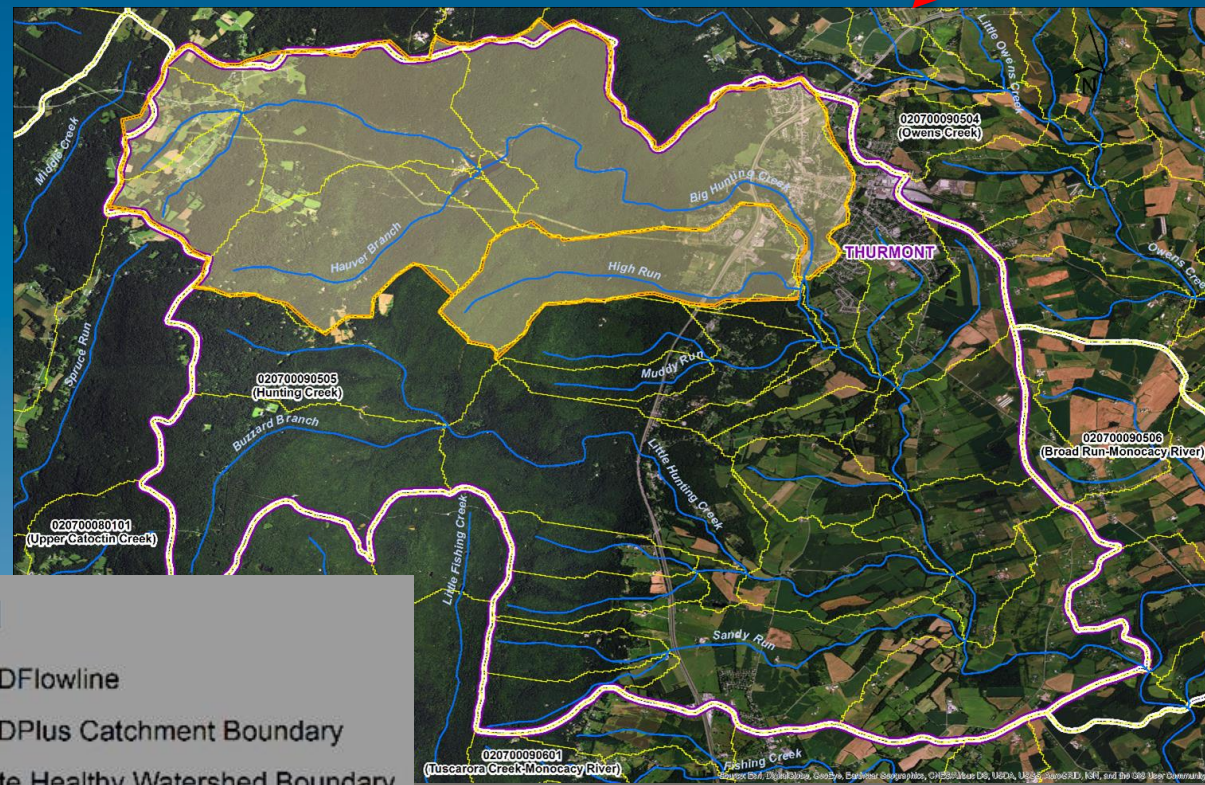 Little Owens Creek
Middle Creek
020700090504
(Owens Creek)
Big Hunting Creek
Hauver Branch
THURMONT
High Run
Spruce Run
Muddy Run
020700090505
(Hunting Creek)
Buzzard Branch
020700090506
(Broad Run-Monocacy River)
Little Hunting Creek
020700080101
(Upper Catoctin Creek)
Little Fishing Creek
Sandy Run
DFlowline
DPlus Catchment Boundary
te Healthy Watershed Boundary
020700090601
(Tuscarora Creek-Monocacy River)
Fishing Creek